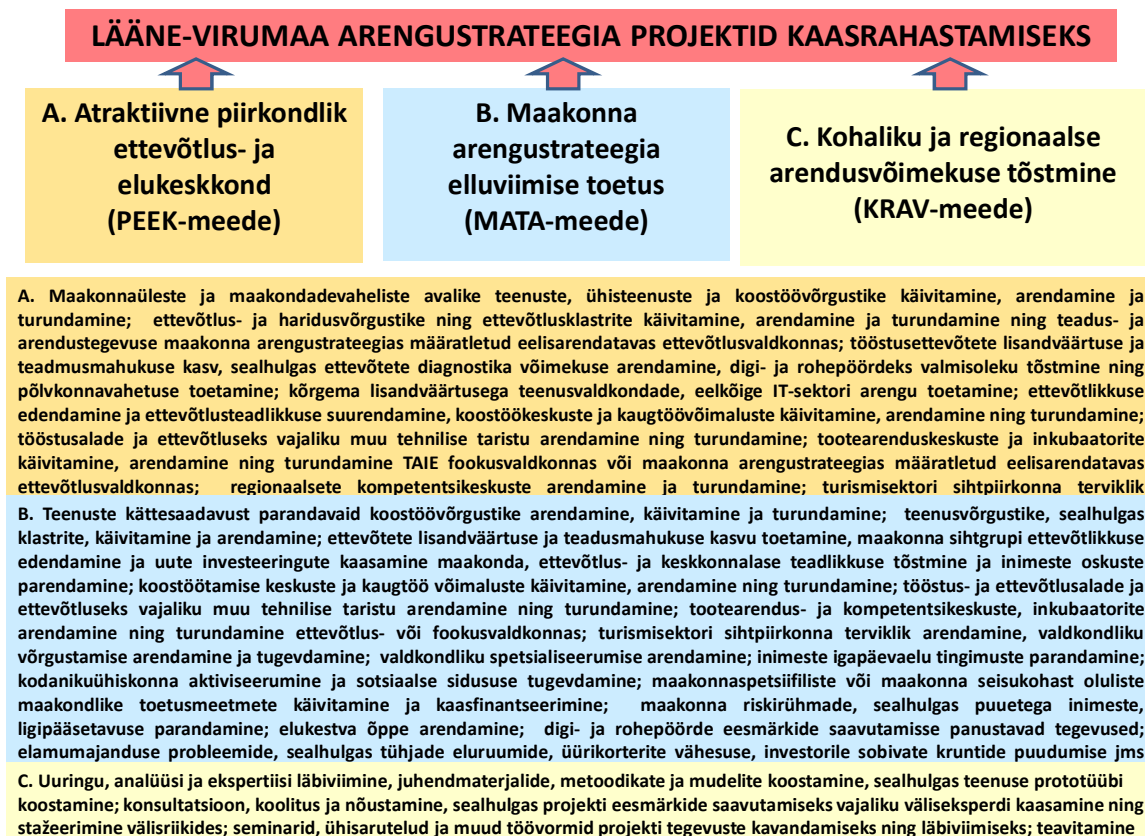 LÄÄNE-VIRUMAA ARENGUSTRATEEGIA PROJEKTID KAASRAHASTAMISEKS
A. Atraktiivne piirkondlik
ettevõtlus- ja
elukeskkond
(PEEK-meede)
B. Maakonna
arengustrateegia
elluviimise toetus
(MATA-meede)
C. Kohaliku ja regionaalse
arendusvõimekuse tõstmine
(KRAV-meede)
A. Maakonnaüleste ja maakondadevaheliste avalike teenuste, ühisteenuste ja koostöövõrgustike käivitamine, arendamine ja
turundamine; ettevõtlus- ja haridusvõrgustike ning ettevõtlusklastrite käivitamine, arendamine ja turundamine ning teadus- ja
arendustegevuse maakonna arengustrateegias määratletud eelisarendatavas ettevõtlusvaldkonnas; tööstusettevõtete lisandväärtuse ja
teadmusmahukuse kasv, sealhulgas ettevõtete diagnostika võimekuse arendamine, digi- ja rohepöördeks valmisoleku tõstmine ning
põlvkonnavahetuse toetamine; kõrgema lisandväärtusega teenusvaldkondade, eelkõige IT-sektori arengu toetamine; ettevõtlikkuse
edendamine ja ettevõtlusteadlikkuse suurendamine, koostöökeskuste ja kaugtöövõimaluste käivitamine, arendamine ning turundamine;
tööstusalade ja ettevõtluseks vajaliku muu tehnilise taristu arendamine ning turundamine; tootearenduskeskuste ja inkubaatorite
käivitamine, arendamine ning turundamine TAIE fookusvaldkonnas või maakonna arengustrateegias määratletud eelisarendatavas
ettevõtlusvaldkonnas; regionaalsete kompetentsikeskuste arendamine ja turundamine; turismisektori sihtpiirkonna terviklik
B. Teenuste kättesaadavust parandavaid koostöövõrgustike arendamine, käivitamine ja turundamine; teenusvõrgustike, sealhulgas
klastrite, käivitamine ja arendamine; ettevõtete lisandväärtuse ja teadusmahukuse kasvu toetamine, maakonna sihtgrupi ettevõtlikkuse
edendamine ja uute investeeringute kaasamine maakonda, ettevõtlus- ja keskkonnalase teadlikkuse tõstmine ja inimeste oskuste
parendamine; koostöötamise keskuste ja kaugtöö võimaluste käivitamine, arendamine ning turundamine; tööstus- ja ettevõtlusalade ja
ettevõtluseks vajaliku muu tehnilise taristu arendamine ning turundamine; tootearendus- ja kompetentsikeskuste, inkubaatorite
arendamine ning turundamine ettevõtlus- või fookusvaldkonnas; turismisektori sihtpiirkonna terviklik arendamine, valdkondliku
võrgustamise arendamine ja tugevdamine; valdkondliku spetsialiseerumise arendamine; inimeste igapäevaelu tingimuste parandamine;
kodanikuühiskonna aktiviseerumine ja sotsiaalse sidususe tugevdamine; maakonnaspetsiifiliste või maakonna seisukohast oluliste
maakondlike toetusmeetmete käivitamine ja kaasfinantseerimine; maakonna riskirühmade, sealhulgas puuetega inimeste,
ligipääsetavuse parandamine; elukestva õppe arendamine; digi- ja rohepöörde eesmärkide saavutamisse panustavad tegevused;
elamumajanduse probleemide, sealhulgas tühjade eluruumide, üürikorterite vähesuse, investorile sobivate kruntide puudumise jms
C. Uuringu, analüüsi ja ekspertiisi läbiviimine, juhendmaterjalide, metoodikate ja mudelite koostamine, sealhulgas teenuse prototüübi
koostamine; konsultatsioon, koolitus ja nõustamine, sealhulgas projekti eesmärkide saavutamiseks vajaliku väliseksperdi kaasamine ning
stažeerimine välisriikides; seminarid, ühisarutelud ja muud töövormid projekti tegevuste kavandamiseks ning läbiviimiseks; teavitamine